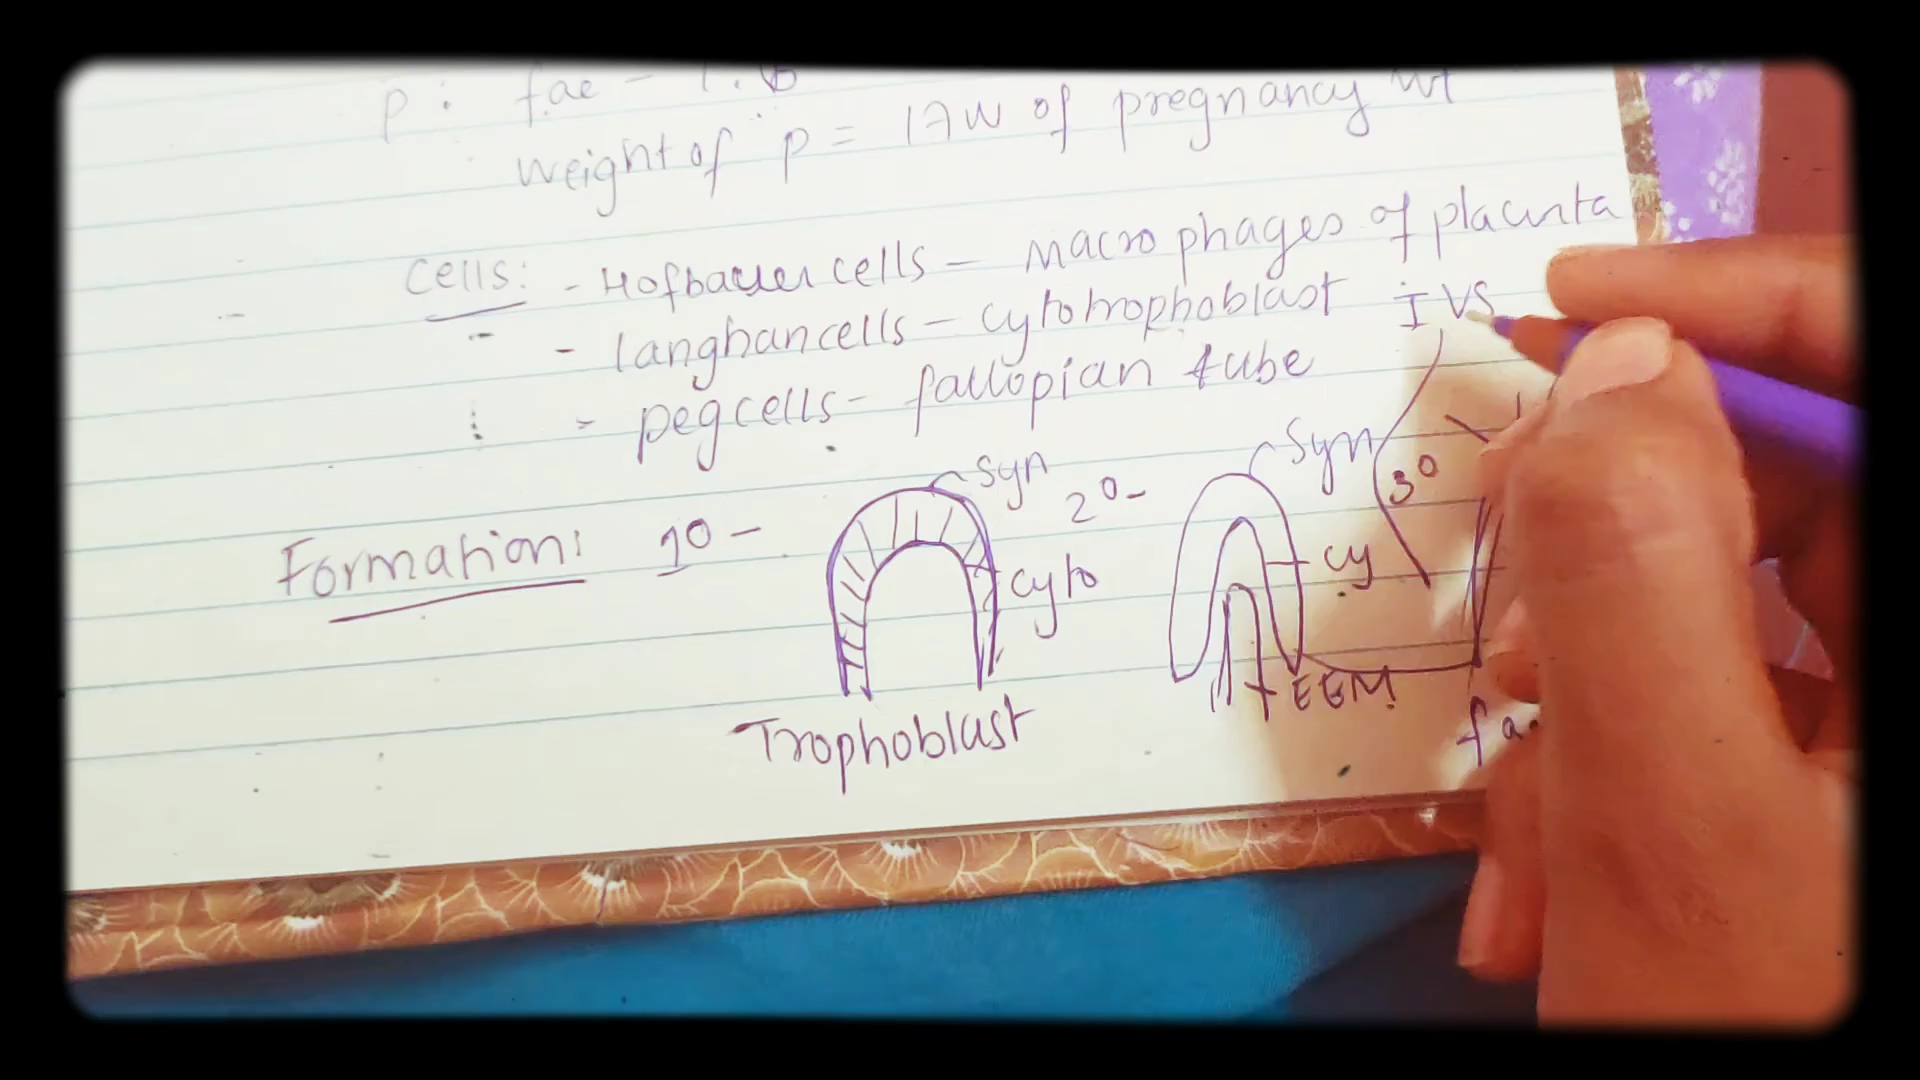 p : fae -
weight of p = 17W of pregnancy wt
Cells: - Hofbauer cells - Macrophages of placenta
- langhan cells - cytotrophoblast
IVS
- peg cells - fallopian tube
Formation: 1° -
Syn
Cyto
Trophoblast
2° -
Syn
cy
EEM
3°